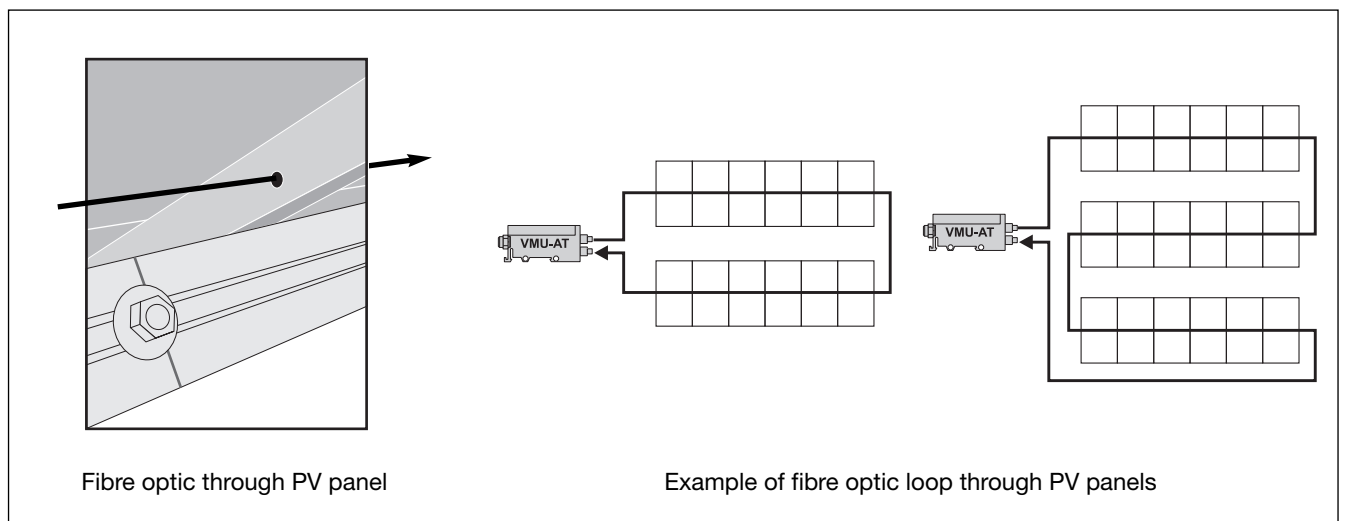 VMU-AT
VMU-AT
Fibre optic through PV panel
Example of fibre optic loop through PV panels